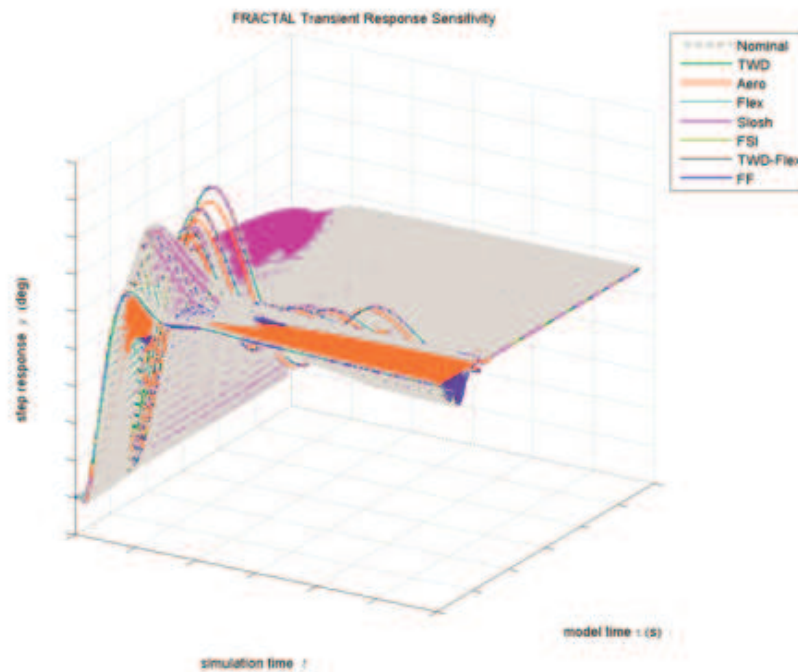 FRACTAL Transient Response Sensitivity
Nominal
TWD
Aero
Flex
Slosh
FSI
TWD-Flex
FF
step response y (deg)
model time τ (s)
simulation time t